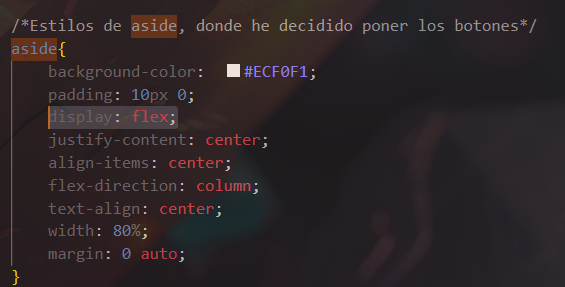 /*Estilos de aside, donde he decidido poner los botones*/
aside{
background-color: #ECF0F1;
padding: 10px 0;
display: flex;
justify-content: center;
align-items: center;
flex-direction: column;
text-align: center;
width: 80%;
margin: 0 auto;
}